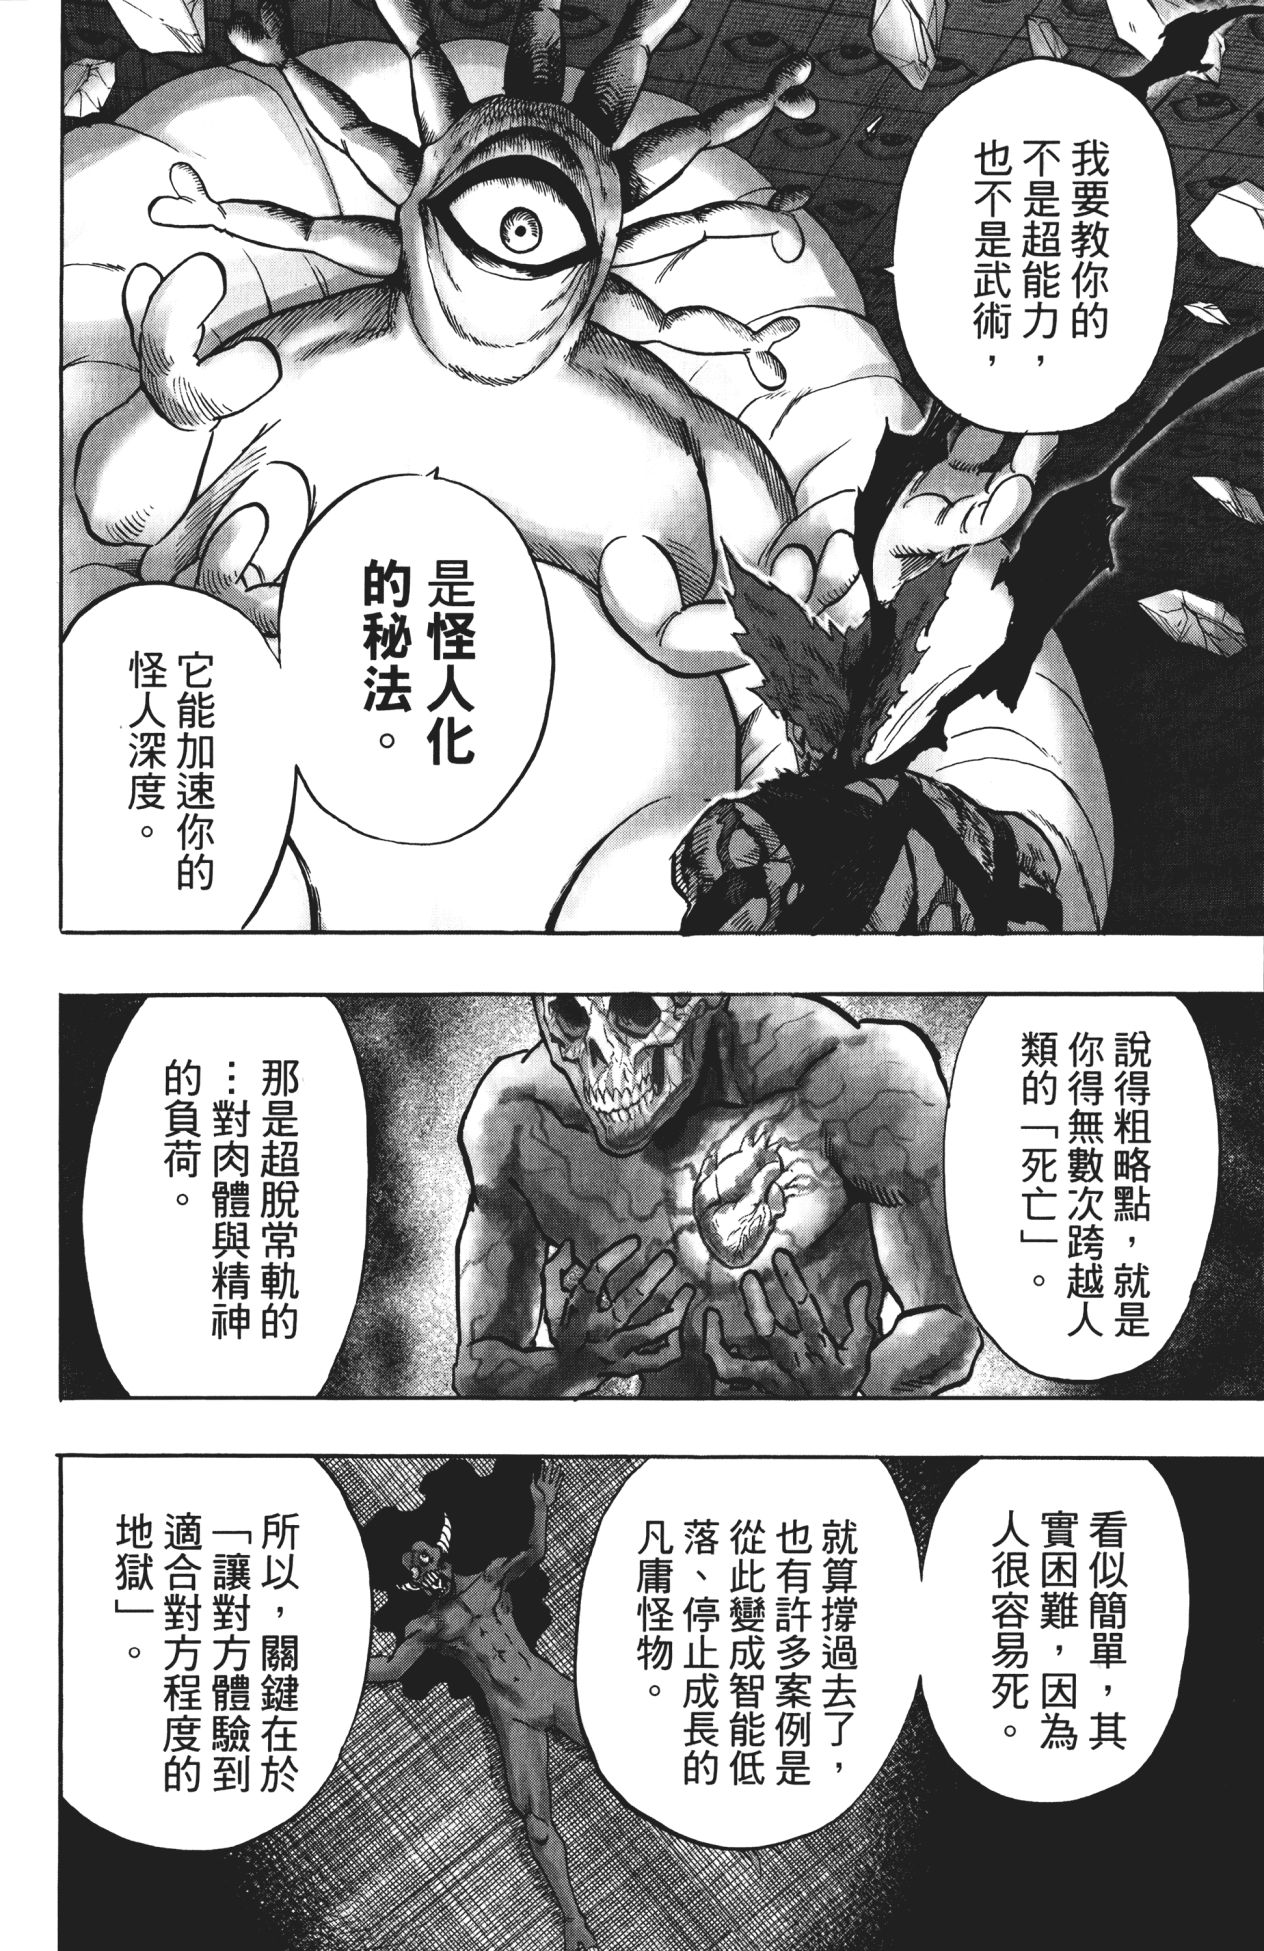 我要教你的
不是超能力，
也不是武術，
是怪人化
的秘法。
它能加速你的
怪人深度。
說得粗略點，就是
你得無數次跨越人
類的「死亡」。
那是超脫常軌的
…對肉體與精神
的負荷。
看似簡單，其
實困難，因為
人很容易死。
就算撐過去了，
也有許多案例是
從此變成智能低
落、停止成長的
凡庸怪物。
所以，關鍵在於
「讓對方體驗到
適合對方程度的
地獄」。